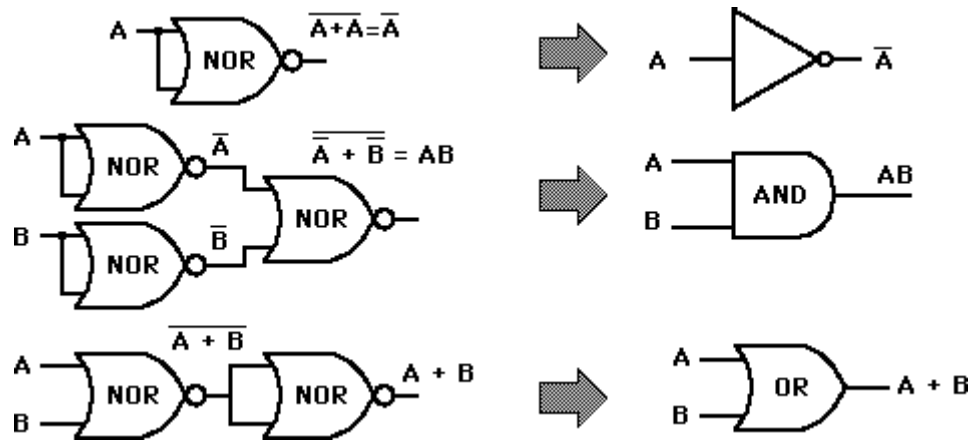 A NOR A̅+̅A̅=A̅
A A̅
A NOR A̅
A̅ ̅+̅ ̅B̅ = AB
NOR
B NOR B̅
A B AND AB
A̅ ̅+̅ ̅B̅
A B NOR NOR A + B
A B OR A + B